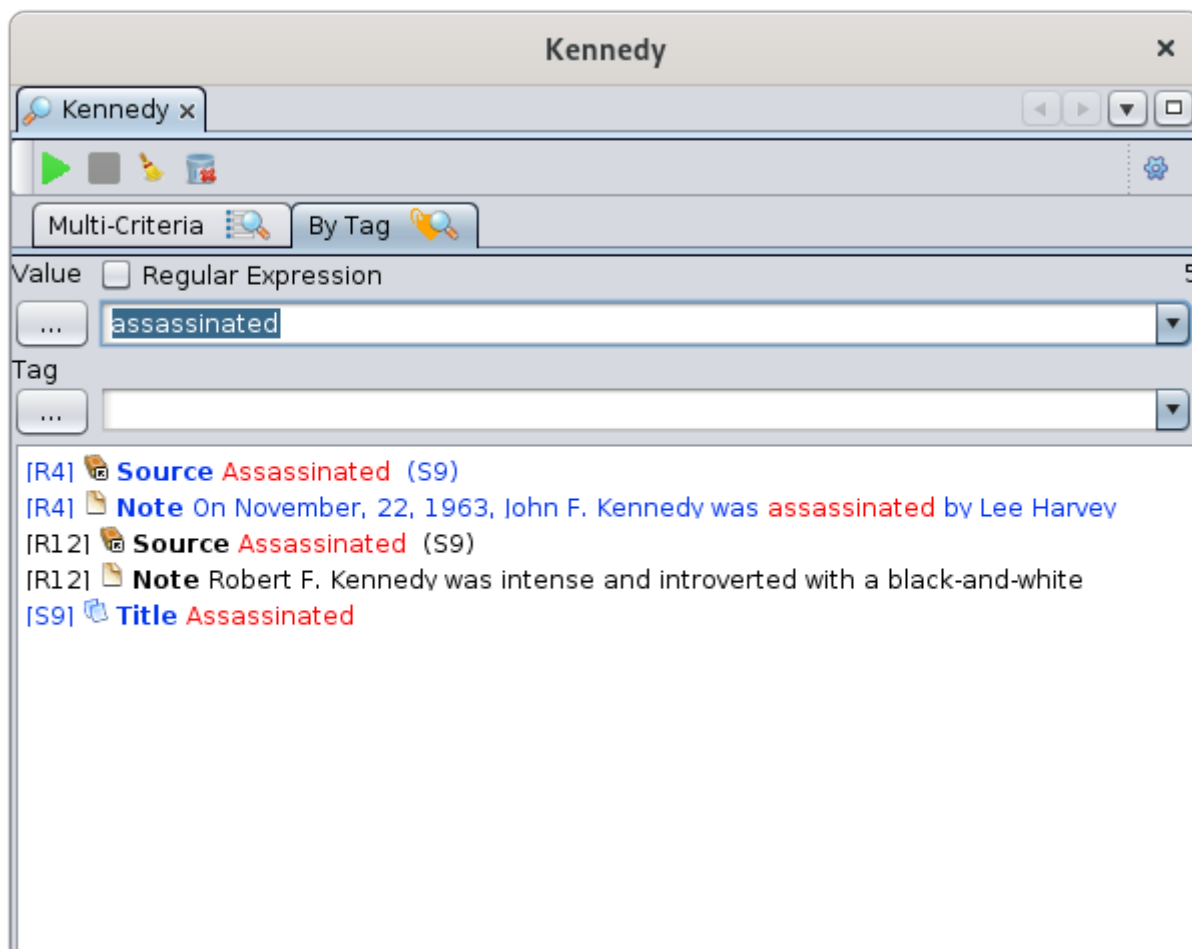 Kennedy
Kennedy
Multi-Criteria By Tag
Value Regular Expression 5
... assassinated
Tag
...
[R4] Source Assassinated (S9)
[R4] Note On November, 22, 1963, John F. Kennedy was assassinated by Lee Harvey
[R12] Source Assassinated (S9)
[R12] Note Robert F. Kennedy was intense and introverted with a black-and-white
[S9] Title Assassinated